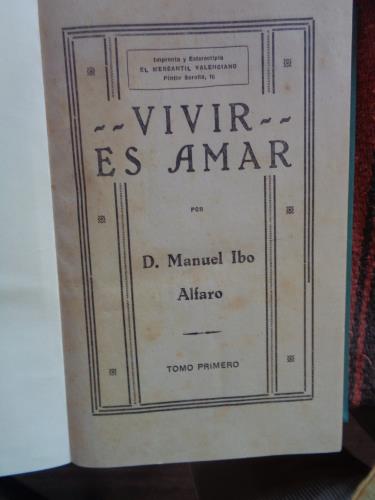 Imprenta y Estereotipia
EL MERCANTIL VALENCIANO
Pintor Sorolla, 16
--VIVIR--
ES AMAR
POR
D. Manuel Ibo
Alfaro
TOMO PRIMERO